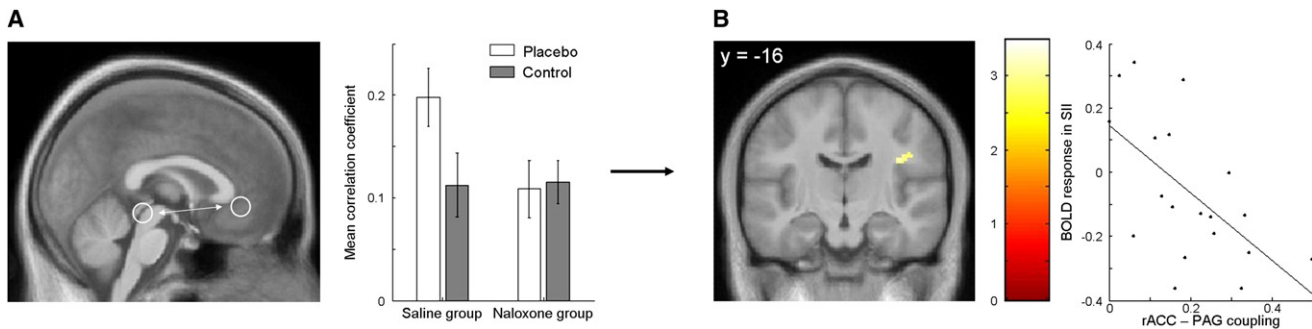 A
Mean correlation coefficient
0.2
0.1
0
Placebo
Control
Saline group
Naloxone group
B
y = -16
3
2
1
0
BOLD response in SII
0.4
0.2
0
-0.2
-0.4
0.2
0.4
rACC – PAG coupling